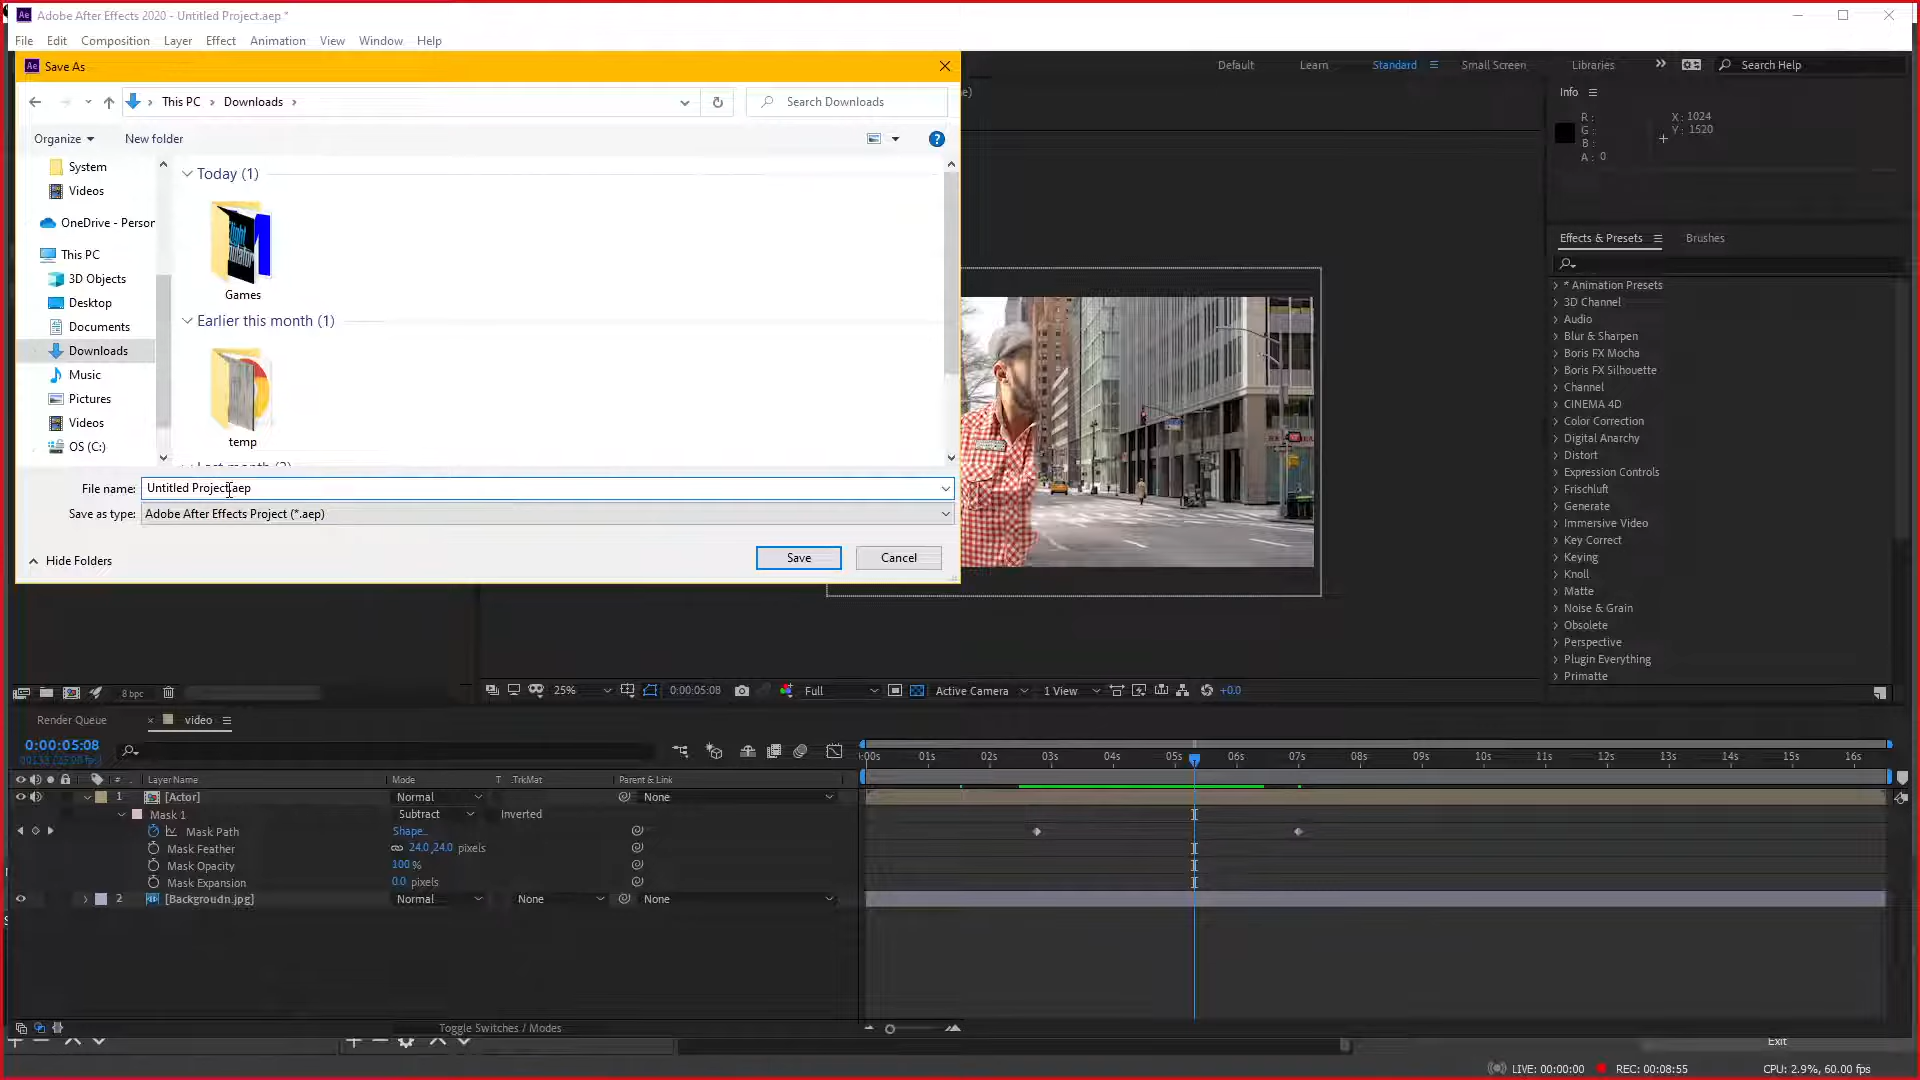 Adobe After Effects 2020 - Untitled Project.aep *
File Edit Composition Layer Effect Animation View Window Help
Save As
This PC > Downloads >
Search Downloads
Organize
New folder
System
Videos
OneDrive - Person
This PC
3D Objects
Desktop
Documents
Downloads
Music
Pictures
Videos
OS (C:)
Today (1)
Games
Earlier this month (1)
temp
File name: Untitled Project.aep
Save as type: Adobe After Effects Project (*.aep)
Hide Folders
Save
Cancel
Default Learn Standard Small Screen Libraries Search Help
Info
R :
G :
B :
A : 0
X : 1024
Y : 1520
Effects & Presets
Brushes
* Animation Presets
3D Channel
Audio
Blur & Sharpen
Boris FX Mocha
Boris FX Silhouette
Channel
CINEMA 4D
Color Correction
Digital Anarchy
Distort
Expression Controls
Frischluft
Generate
Immersive Video
Key Correct
Keying
Knoll
Matte
Noise & Grain
Obsolete
Perspective
Plugin Everything
Primatte
8 bpc
25% 0:00:05:08 Full Active Camera 1 View +0.0
Render Queue
video
0:00:05:08
00133 (25.00 fps)
# Layer Name Mode T .TrkMat Parent & Link
:00s 01s 02s 03s 04s 05s 06s 07s 08s 09s 10s 11s 12s 13s 14s 15s 16s
1 [Actor] Normal None
Mask 1 Subtract Inverted
Mask Path Shape...
Mask Feather 24.0,24.0 pixels
Mask Opacity 100 %
Mask Expansion 0.0 pixels
2 [Backgroudn.jpg] Normal None None
Toggle Switches / Modes
Exit
LIVE: 00:00:00
REC: 00:08:55
CPU: 2.9%, 60.00 fps